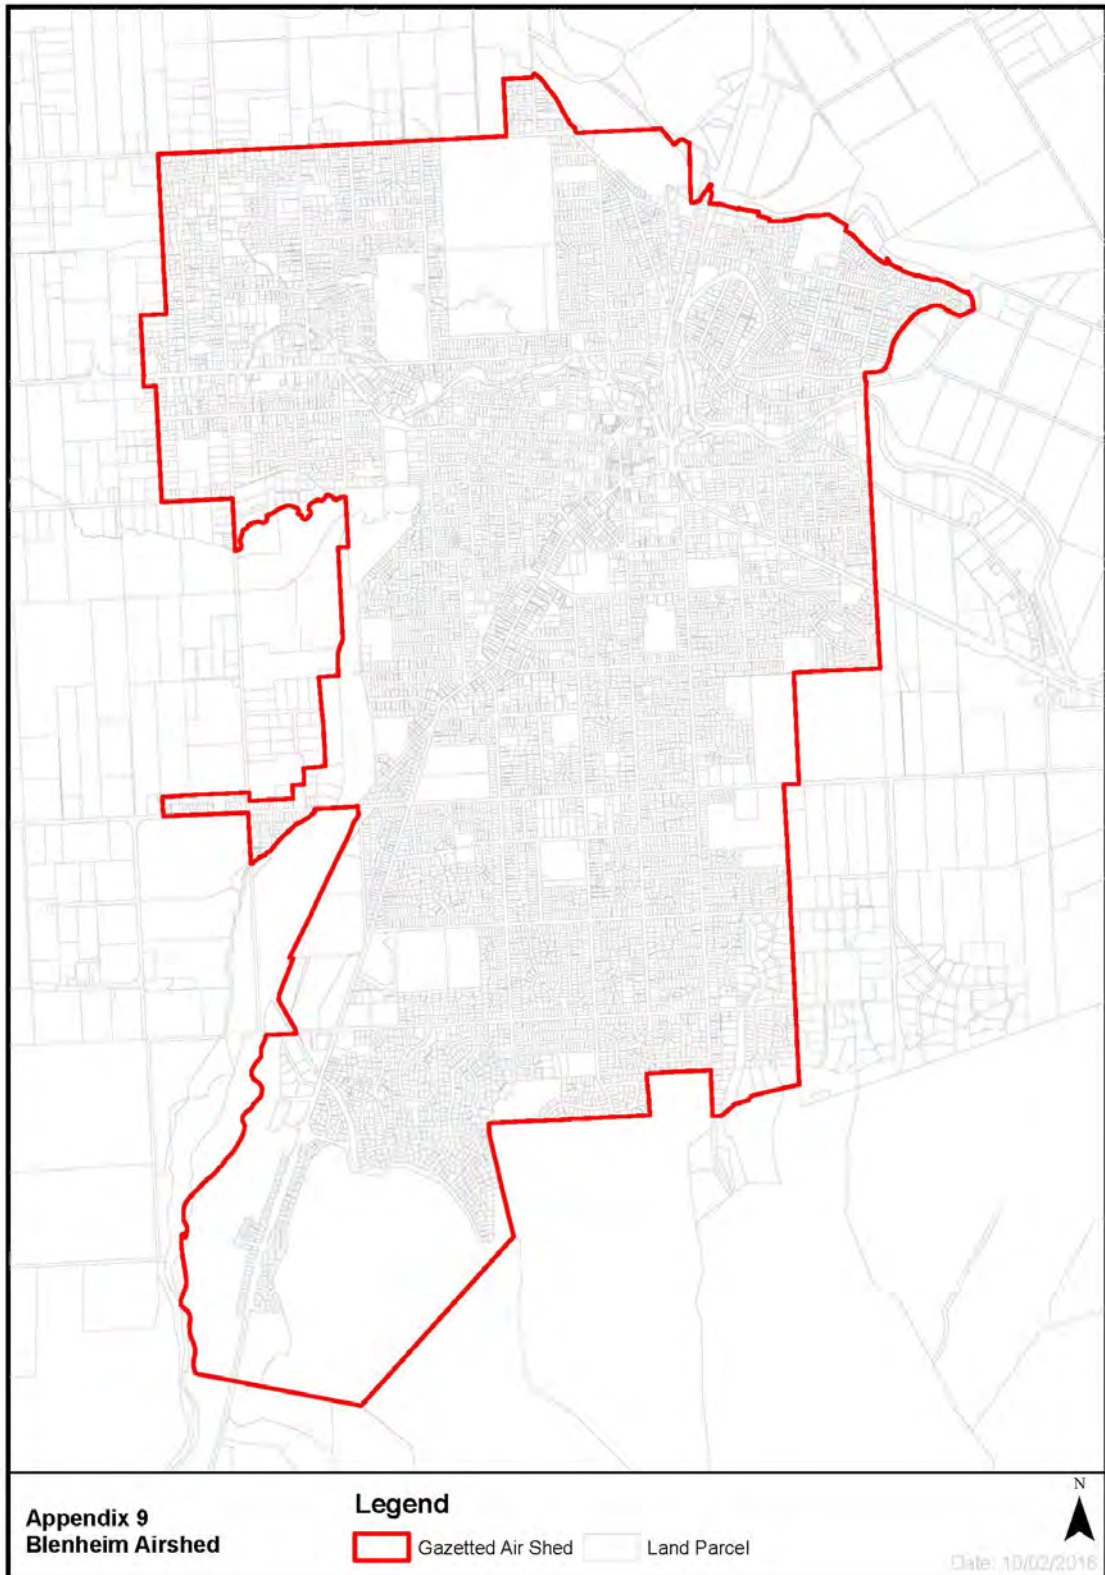 Appendix 9
Blenheim Airshed
Legend
Gazetted Air Shed
Land Parcel
N
Date: 10/02/2016